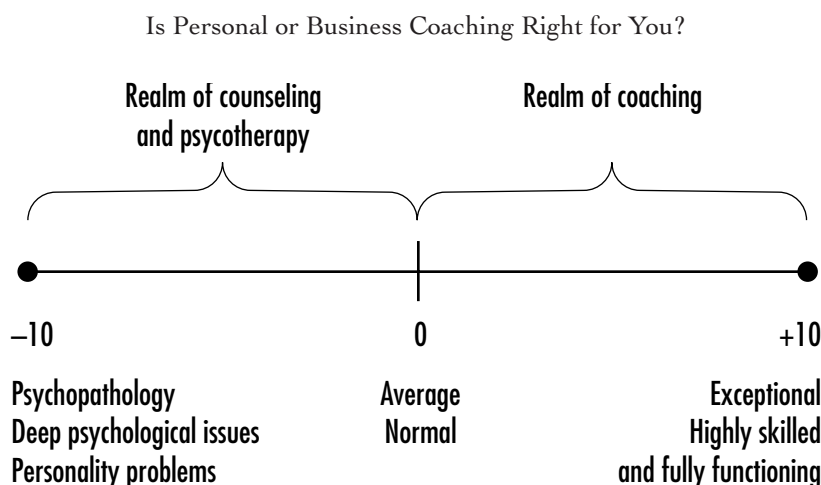 Is Personal or Business Coaching Right for You?
Realm of counseling
and psycotherapy
Realm of coaching
–10
0
+10
Psychopathology
Deep psychological issues
Personality problems
Average
Normal
Exceptional
Highly skilled
and fully functioning